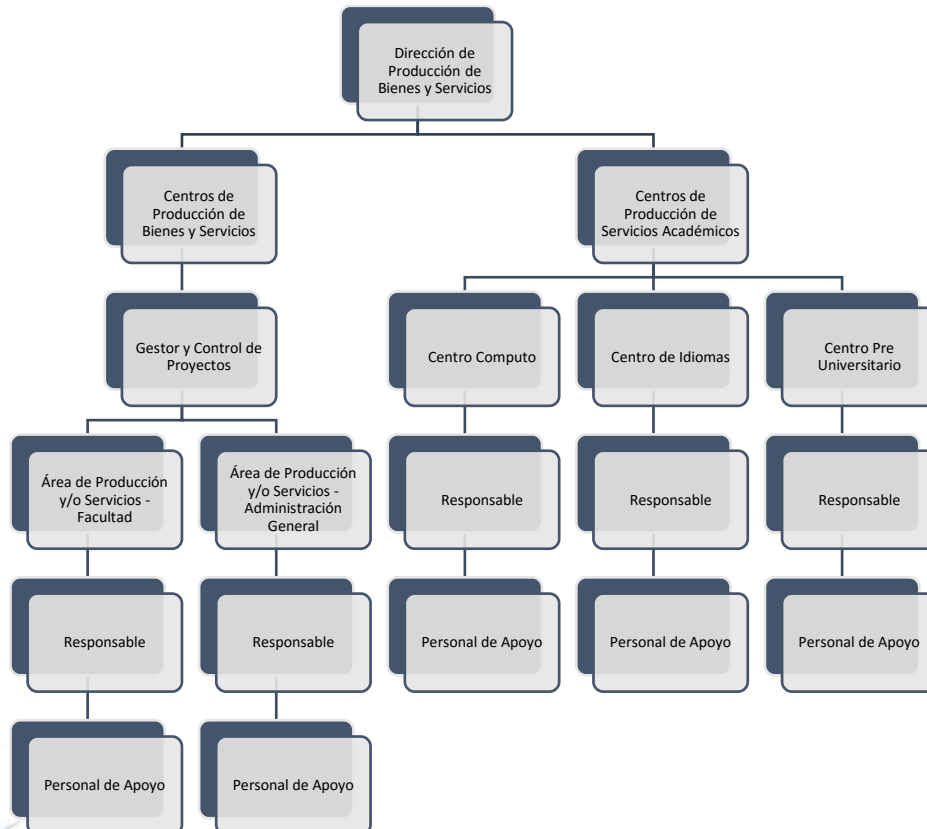 Dirección de
Producción de
Bienes y Servicios
Centros de
Producción de
Bienes y Servicios
Centros de
Producción de
Servicios Académicos
Gestor y Control de
Proyectos
Centro Computo
Centro de Idiomas
Centro Pre
Universitario
Área de Producción
y/o Servicios -
Facultad
Área de Producción
y/o Servicios -
Administración
General
Responsable
Responsable
Responsable
Responsable
Responsable
Personal de Apoyo
Personal de Apoyo
Personal de Apoyo
Personal de Apoyo
Personal de Apoyo